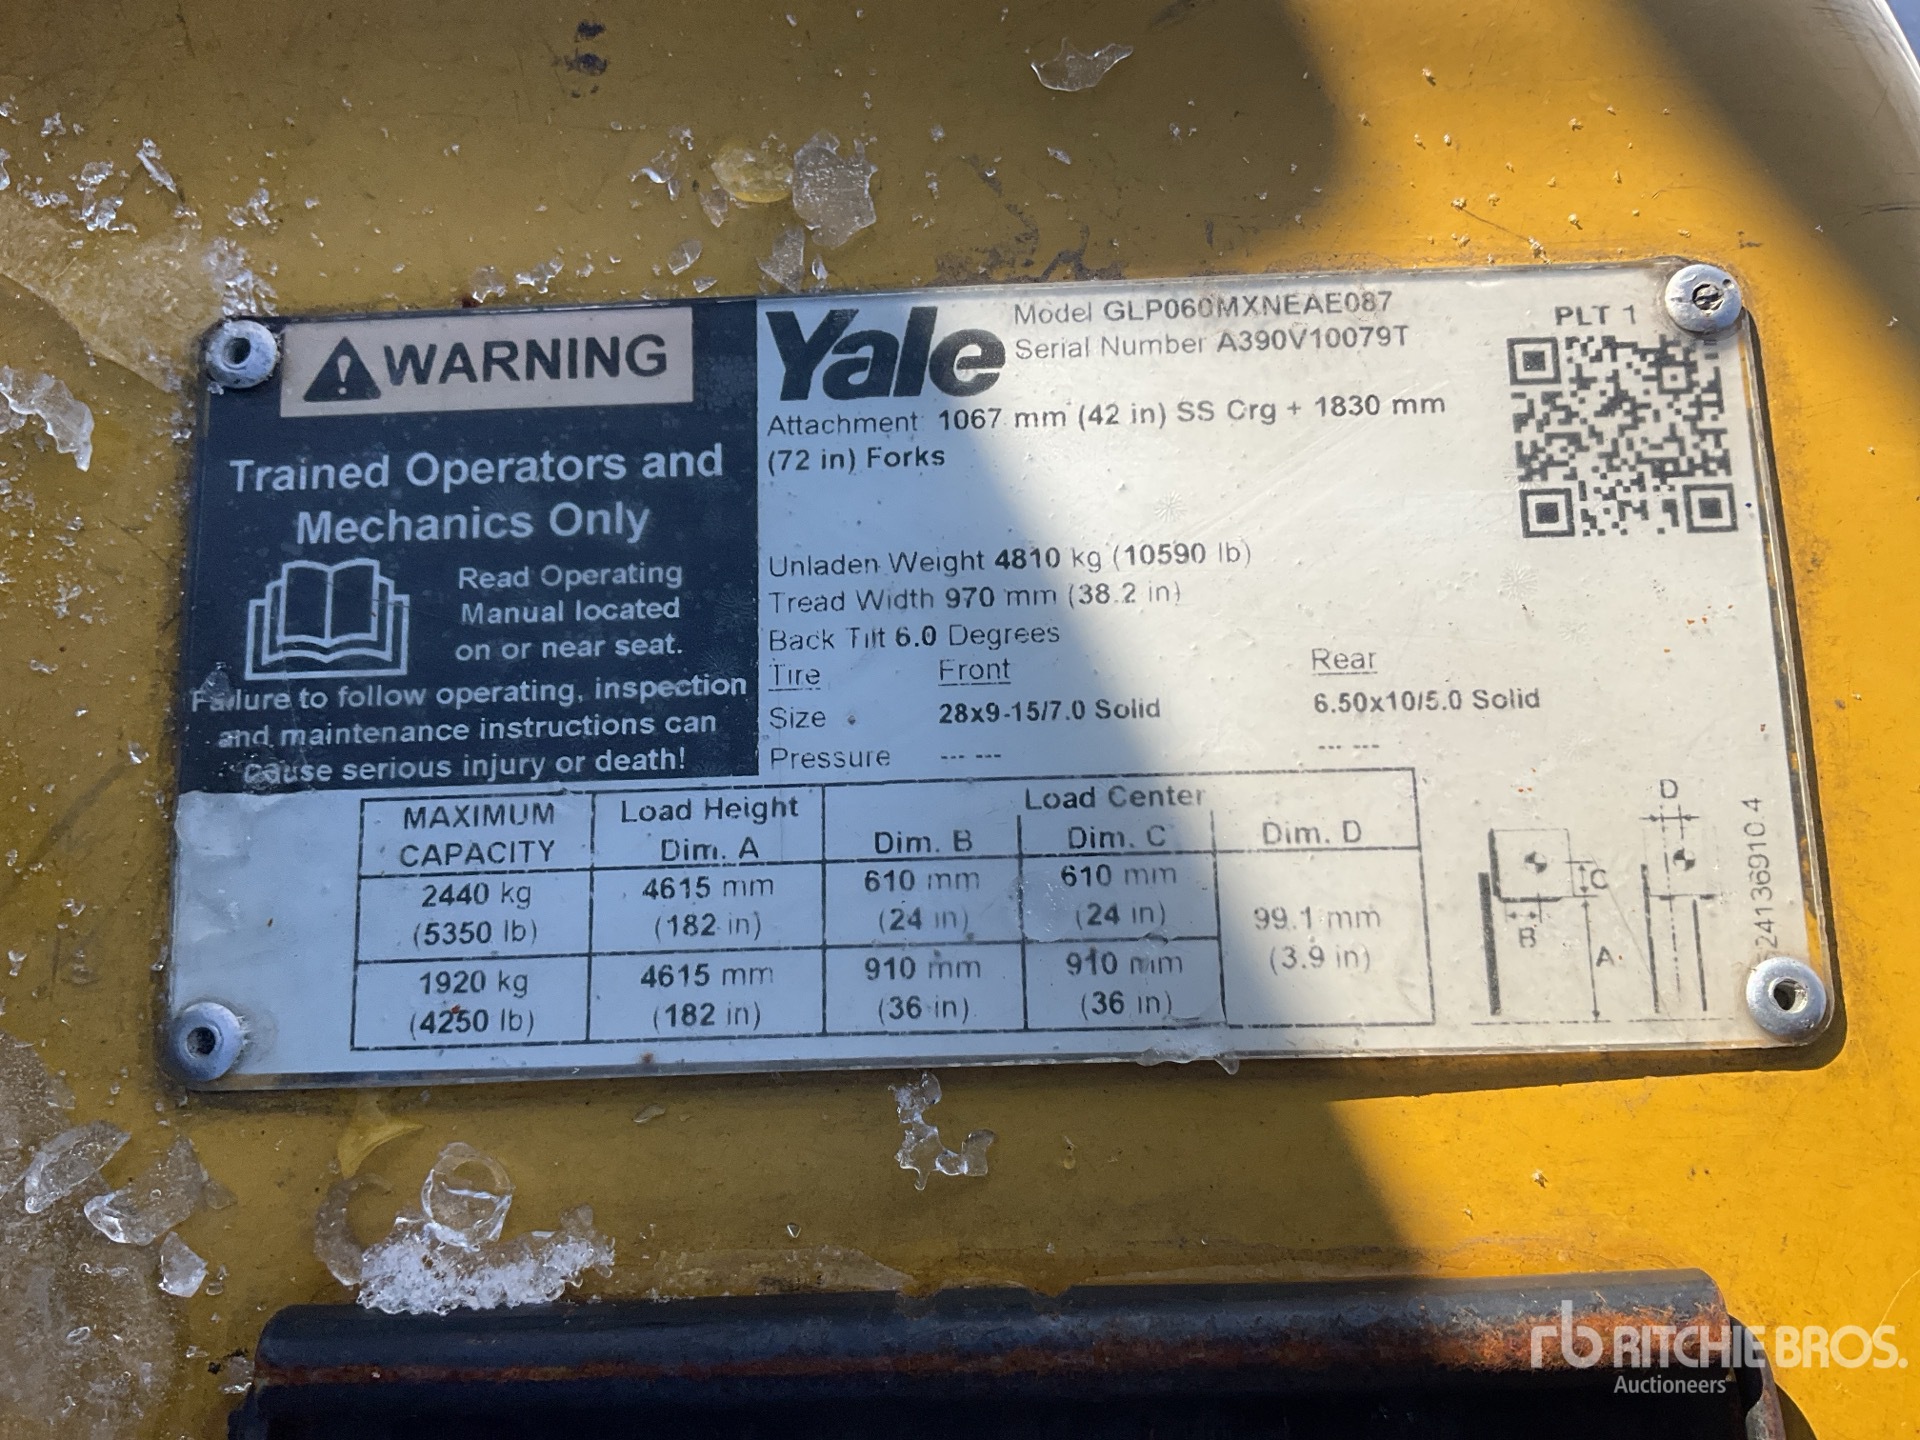 WARNING
Trained Operators and
Mechanics Only
Read Operating
Manual located
on or near seat.
Failure to follow operating, inspection
and maintenance instructions can
cause serious injury or death!
Yale
Model GLP060MXNEAE087
Serial Number A390V10079T
PLT 1
Attachment 1067 mm (42 in) SS Crg + 1830 mm
(72 in) Forks
Unladen Weight 4810 kg (10590 lb)
Tread Width 970 mm (38.2 in)
Back Tilt 6.0 Degrees
Tire Front Rear
Size 28x9-15/7.0 Solid 6.50x10/5.0 Solid
Pressure --- --- --- ---
MAXIMUM CAPACITY Load Height Dim. A Load Center
Dim. B Dim. C Dim. D
2440 kg 4615 mm 610 mm 610 mm
(5350 lb) (182 in) (24 in) (24 in)
99.1 mm
(3.9 in)
1920 kg 4615 mm 910 mm 910 mm
(4250 lb) (182 in) (36 in) (36 in)
D
C
B
A
24136910.4
rb RITCHIE BROS.
Auctioneers